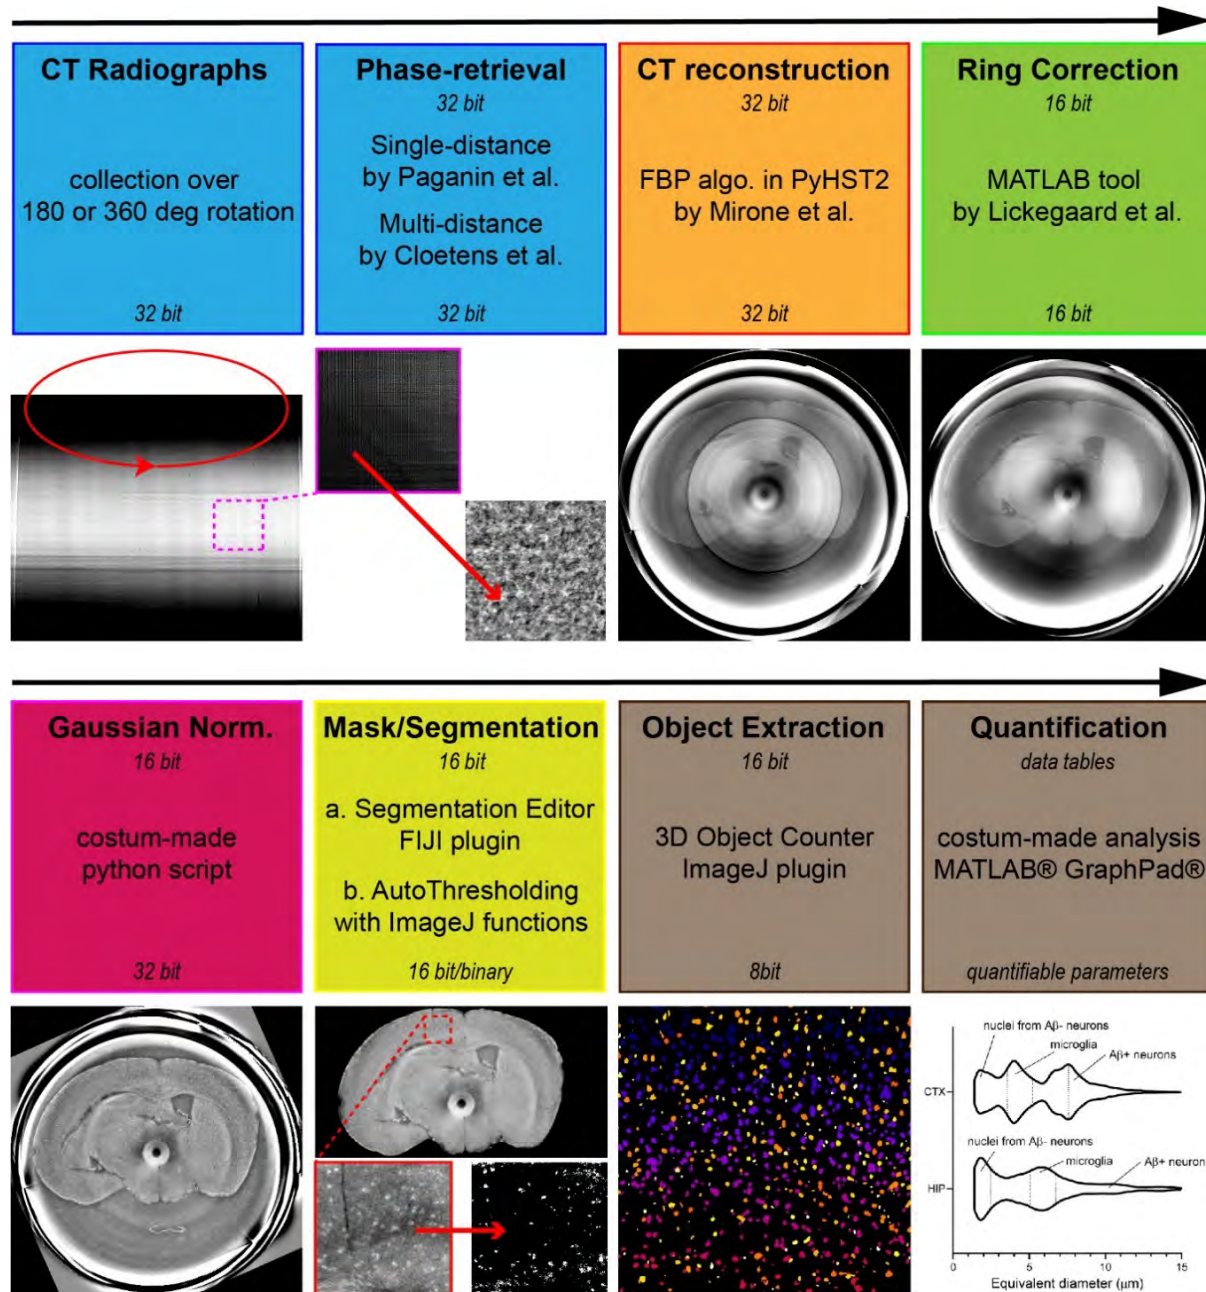 CT Radiographs
collection over
180 or 360 deg rotation
32 bit
Phase-retrieval
32 bit
Single-distance
by Paganin et al.
Multi-distance
by Cloetens et al.
32 bit
CT reconstruction
32 bit
FBP algo. in PyHST2
by Mirone et al.
32 bit
Ring Correction
16 bit
MATLAB tool
by Lickegaard et al.
16 bit
Gaussian Norm.
16 bit
costum-made
python script
32 bit
Mask/Segmentation
16 bit
a. Segmentation Editor
FIJI plugin
b. AutoThresholding
with ImageJ functions
16 bit/binary
Object Extraction
16 bit
3D Object Counter
ImageJ plugin
8bit
Quantification
data tables
costum-made analysis
MATLAB® GraphPad®
quantifiable parameters
nuclei from Aβ- neurons
microglia
Aβ+ neurons
CTX
nuclei from Aβ- neurons
microglia
Aβ+ neurons
HIP
0 5 10 15
Equivalent diameter (μm)